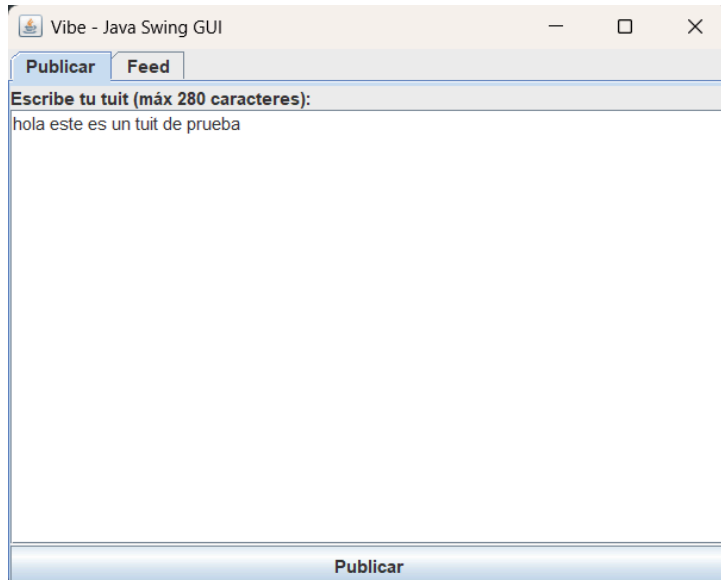 Vibe - Java Swing GUI
Publicar Feed
Escribe tu tuit (máx 280 caracteres):
hola este es un tuit de prueba
Publicar